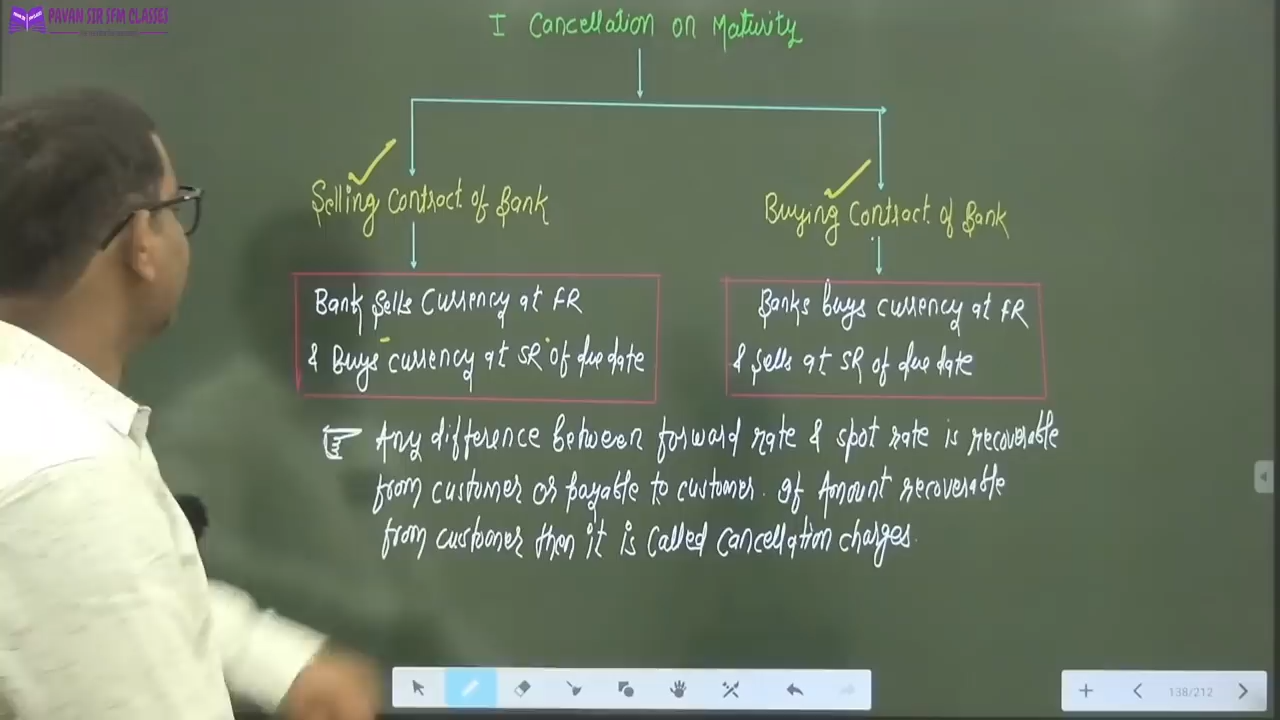 PAVAN SIR SFM CLASSES
I Cancellation on Maturity
Selling Contract of Bank
Buying Contract of Bank
Bank Sells Currency at FR
& Buys currency at SR of due date
Banks buys currency at FR
& Sells at SR of due date
Any difference between forward rate & spot rate is recoverable
from customer or payable to customer. If Amount recoverable
from customer then it is called cancellation charges.
138/212